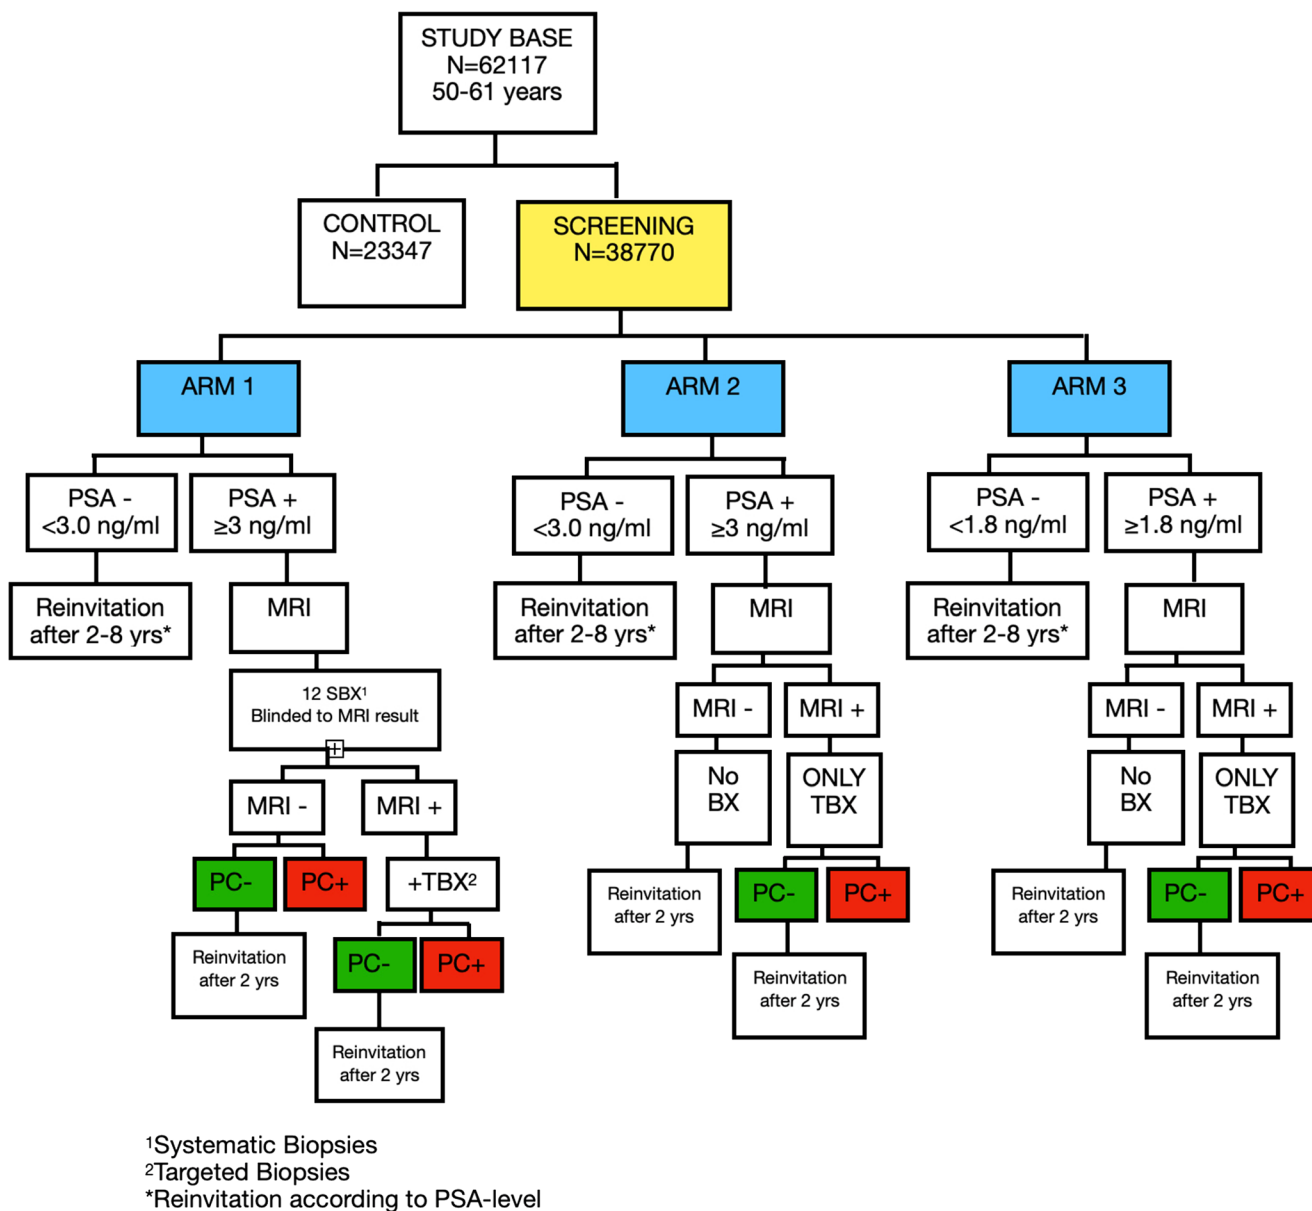 STUDY BASE
N=62117
50-61 years
CONTROL
N=23347
SCREENING
N=38770
ARM 1
ARM 2
ARM 3
PSA -
<3.0 ng/ml
PSA +
≥3 ng/ml
PSA -
<3.0 ng/ml
PSA +
≥3 ng/ml
PSA -
<1.8 ng/ml
PSA +
≥1.8 ng/ml
Reinvitation
after 2-8 yrs*
MRI
Reinvitation
after 2-8 yrs*
MRI
Reinvitation
after 2-8 yrs*
MRI
12 SBX¹
Blinded to MRI result
MRI -
MRI +
MRI -
MRI +
No
BX
ONLY
TBX
No
BX
ONLY
TBX
MRI -
MRI +
PC-
PC+
+TBX²
Reinvitation
after 2 yrs
PC-
PC+
Reinvitation
after 2 yrs
PC-
PC+
Reinvitation
after 2 yrs
PC-
PC+
Reinvitation
after 2 yrs
Reinvitation
after 2 yrs
Reinvitation
after 2 yrs
¹Systematic Biopsies
²Targeted Biopsies
*Reinvitation according to PSA-level